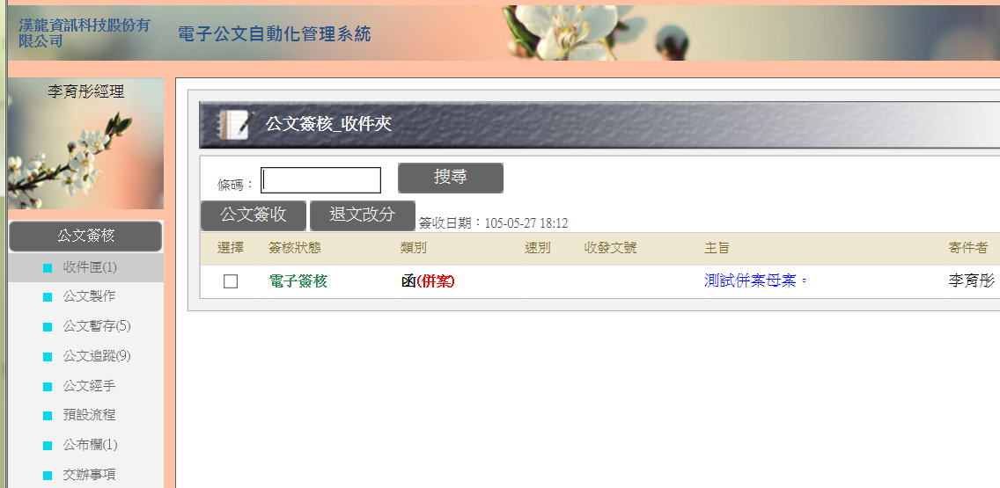 漢龍資訊科技股份有
限公司
電子公文自動化管理系統
李育彤經理
公文簽核
收件匣(1)
公文製作
公文暫存(5)
公文追蹤(9)
公文經手
預設流程
公布欄(1)
交辦事項
公文簽核_收件夾
條碼：
搜尋
公文簽收
退文改分
簽收日期：105-05-27 18:12
選擇 簽核狀態 類別 速別 收發文號 主旨 寄件者
電子簽核 函(併案) 測試併案母案。 李育彤